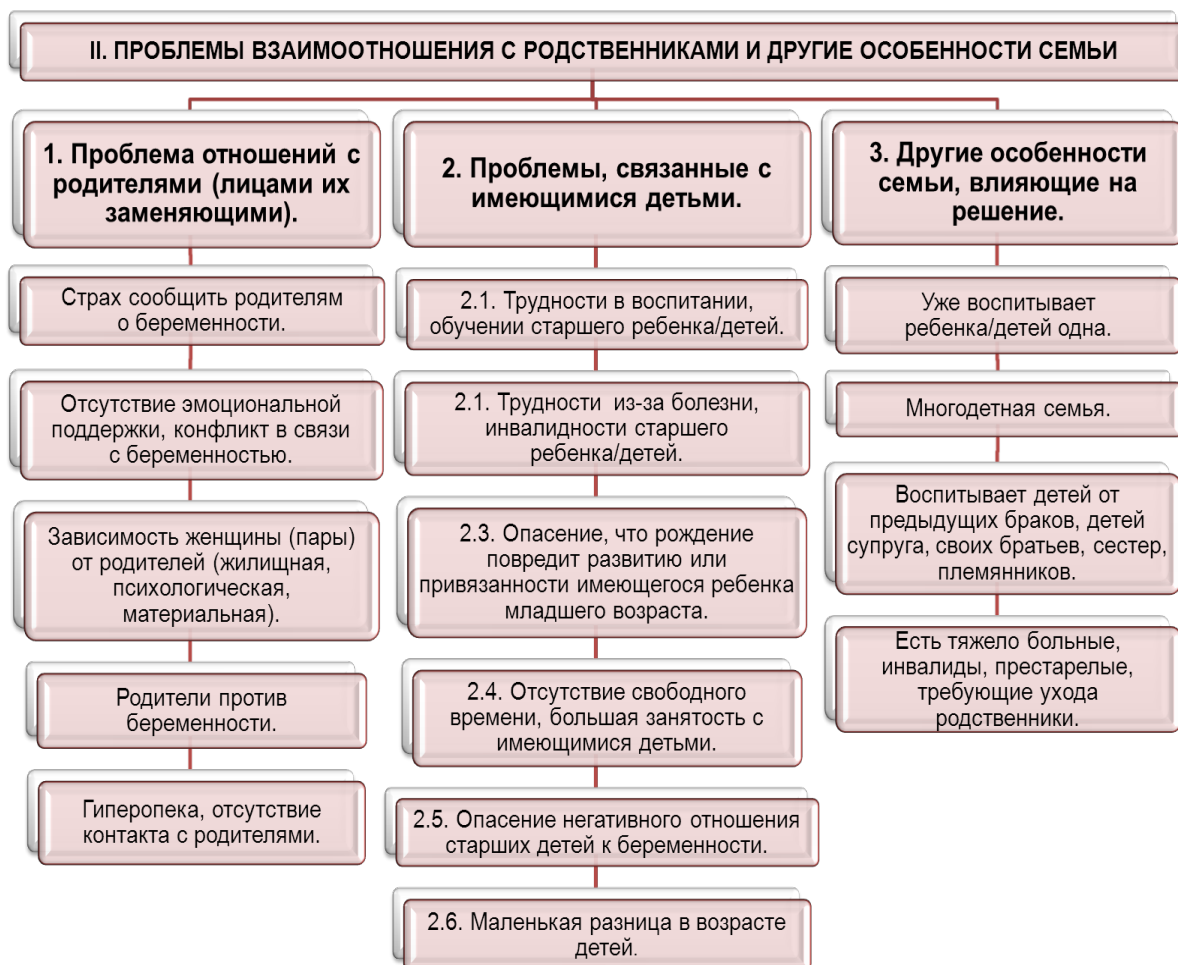 II. ПРОБЛЕМЫ ВЗАИМООТНОШЕНИЯ С РОДСТВЕННИКАМИ И ДРУГИЕ ОСОБЕННОСТИ СЕМЬИ
1. Проблема отношений с
родителями (лицами их
заменяющими).
Страх сообщить родителям
о беременности.
Отсутствие эмоциональной
поддержки, конфликт в связи
с беременностью.
Зависимость женщины (пары)
от родителей (жилищная,
психологическая,
материальная).
Родители против
беременности.
Гиперопека, отсутствие
контакта с родителями.
2. Проблемы, связанные с
имеющимися детьми.
2.1. Трудности в воспитании,
обучении старшего ребенка/детей.
2.1. Трудности из-за болезни,
инвалидности старшего
ребенка/детей.
2.3. Опасение, что рождение
повредит развитию или
привязанности имеющегося ребенка
младшего возраста.
2.4. Отсутствие свободного
времени, большая занятость с
имеющимися детьми.
2.5. Опасение негативного отношения
старших детей к беременности.
2.6. Маленькая разница в возрасте
детей.
3. Другие особенности
семьи, влияющие на
решение.
Уже воспитывает
ребенка/детей одна.
Многодетная семья.
Воспитывает детей от
предыдущих браков, детей
супруга, своих братьев, сестер,
племянников.
Есть тяжело больные,
инвалиды, престарелые,
требующие ухода
родственники.